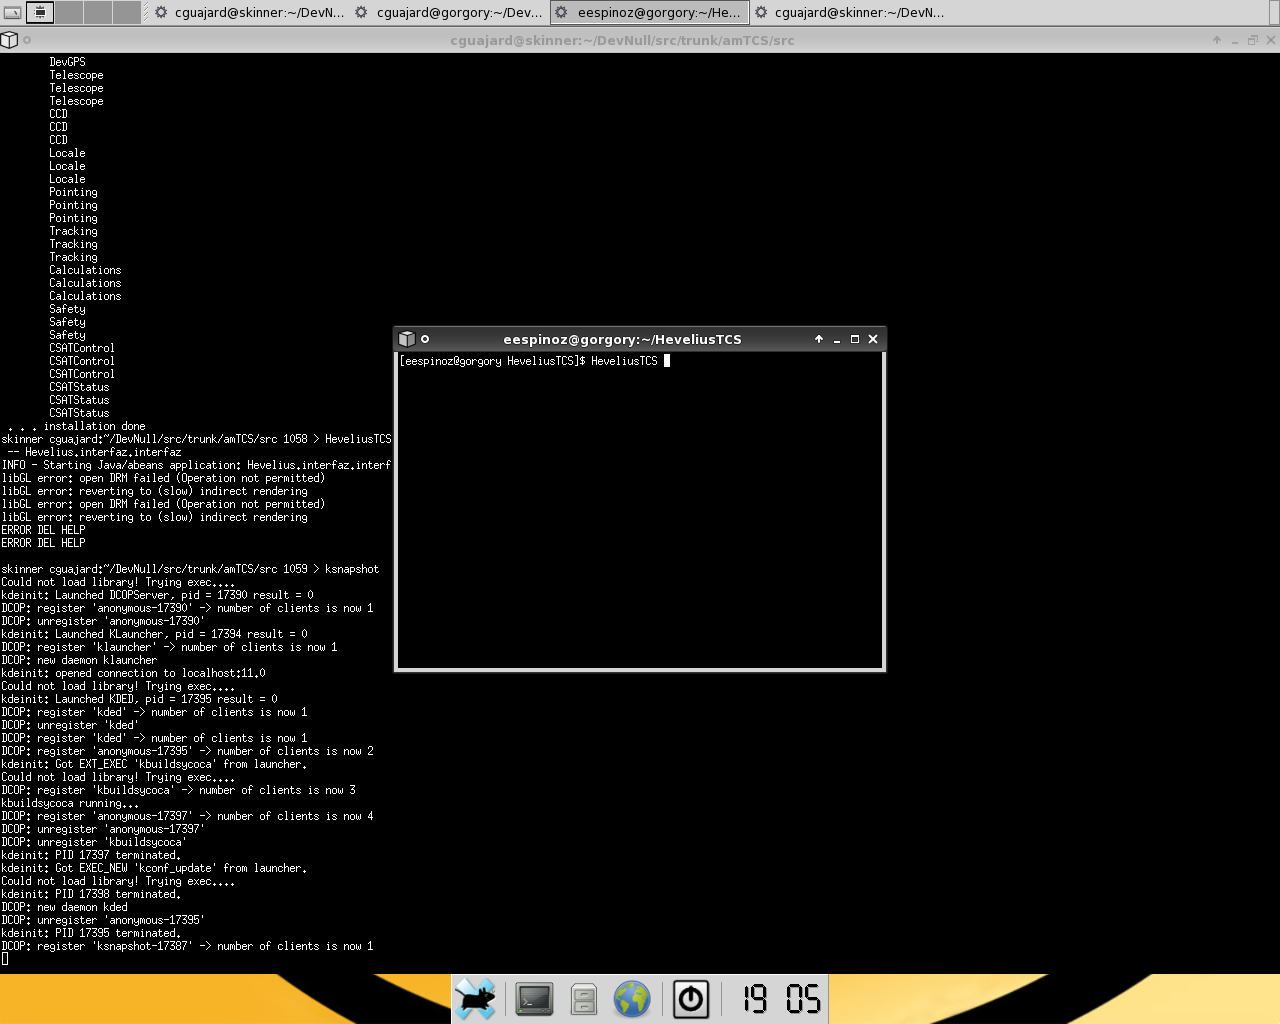 cguajard@skinner:~/DevN... cguajard@gorgory:~/Dev... eespinoz@gorgory:~/He... cguajard@skinner:~/DevN...
cguajard@skinner:~/DevNull/src/trunk/amTCS/src
DevGPS
Telescope
Telescope
Telescope
CCD
CCD
CCD
Locale
Locale
Locale
Pointing
Pointing
Pointing
Tracking
Tracking
Tracking
Calculations
Calculations
Calculations
Safety
Safety
Safety
CSATControl
CSATControl
CSATControl
CSATStatus
CSATStatus
CSATStatus
. . . installation done
skinner cguajard:~/DevNull/src/trunk/amTCS/src 1058 > HeveliusTCS
-- Hevelius.interfaz.interfaz
INFO - Starting Java/abeans application: Hevelius.interfaz.interf
libGL error: open DRM failed (Operation not permitted)
libGL error: reverting to (slow) indirect rendering
libGL error: open DRM failed (Operation not permitted)
libGL error: reverting to (slow) indirect rendering
ERROR DEL HELP
ERROR DEL HELP
skinner cguajard:~/DevNull/src/trunk/amTCS/src 1059 > ksnapshot
Could not load library! Trying exec....
kdeinit: Launched DCOPServer, pid = 17390 result = 0
DCOP: register 'anonymous-17390' -> number of clients is now 1
DCOP: unregister 'anonymous-17390'
kdeinit: Launched KLauncher, pid = 17394 result = 0
DCOP: register 'klauncher' -> number of clients is now 1
DCOP: new daemon klauncher
kdeinit: opened connection to localhost:11.0
Could not load library! Trying exec....
kdeinit: Launched KDED, pid = 17395 result = 0
DCOP: register 'kded' -> number of clients is now 1
DCOP: unregister 'kded'
DCOP: register 'kded' -> number of clients is now 1
DCOP: register 'anonymous-17395' -> number of clients is now 2
kdeinit: Got EXT_EXEC 'kbuildsycoca' from launcher.
Could not load library! Trying exec....
DCOP: register 'kbuildsycoca' -> number of clients is now 3
kbuildsycoca running...
DCOP: register 'anonymous-17397' -> number of clients is now 4
DCOP: unregister 'anonymous-17397'
DCOP: unregister 'kbuildsycoca'
kdeinit: PID 17397 terminated.
kdeinit: Got EXEC_NEW 'kconf_update' from launcher.
Could not load library! Trying exec....
kdeinit: PID 17398 terminated.
DCOP: new daemon kded
DCOP: unregister 'anonymous-17395'
kdeinit: PID 17395 terminated.
DCOP: register 'ksnapshot-17387' -> number of clients is now 1
eespinoz@gorgory:~/HeveliusTCS
[eespinoz@gorgory HeveliusTCS]$ HeveliusTCS
19 05